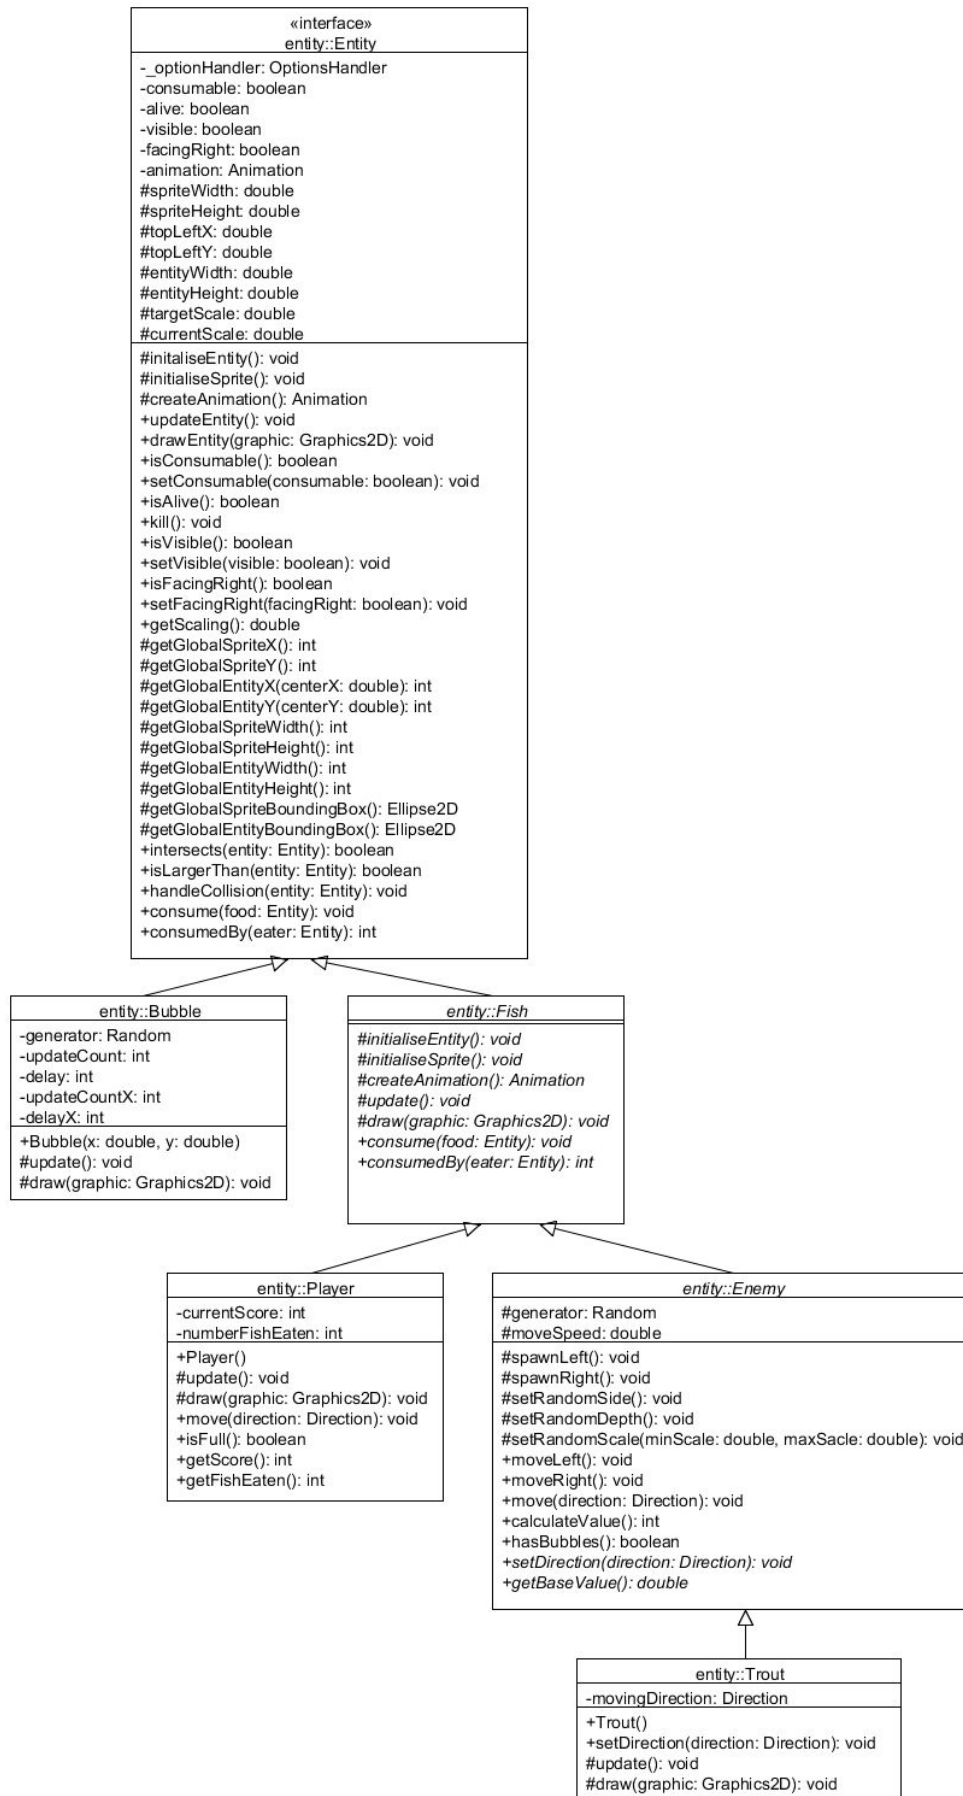 «interface»
entity::Entity
-_optionHandler: OptionsHandler
-consumable: boolean
-alive: boolean
-visible: boolean
-facingRight: boolean
-animation: Animation
#spriteWidth: double
#spriteHeight: double
#topLeftX: double
#topLeftY: double
#entityWidth: double
#entityHeight: double
#targetScale: double
#currentScale: double
#initaliseEntity(): void
#initialiseSprite(): void
#createAnimation(): Animation
+updateEntity(): void
+drawEntity(graphic: Graphics2D): void
+isConsumable(): boolean
+setConsumable(consumable: boolean): void
+isAlive(): boolean
+kill(): void
+isVisible(): boolean
+setVisible(visible: boolean): void
+isFacingRight(): boolean
+setFacingRight(facingRight: boolean): void
+getScaling(): double
#getGlobalSpriteX(): int
#getGlobalSpriteY(): int
#getGlobalEntityX(centerX: double): int
#getGlobalEntityY(centerY: double): int
#getGlobalSpriteWidth(): int
#getGlobalSpriteHeight(): int
#getGlobalEntityWidth(): int
#getGlobalEntityHeight(): int
#getGlobalSpriteBoundingBox(): Ellipse2D
#getGlobalEntityBoundingBox(): Ellipse2D
+intersects(entity: Entity): boolean
+isLargerThan(entity: Entity): boolean
+handleCollision(entity: Entity): void
+consume(food: Entity): void
+consumedBy(eater: Entity): int
entity::Bubble
-generator: Random
-updateCount: int
-delay: int
-updateCountX: int
-delayX: int
+Bubble(x: double, y: double)
#update(): void
#draw(graphic: Graphics2D): void
entity::Fish
#initialiseEntity(): void
#initialiseSprite(): void
#createAnimation(): Animation
#update(): void
#draw(graphic: Graphics2D): void
+consume(food: Entity): void
+consumedBy(eater: Entity): int
entity::Player
-currentScore: int
-numberFishEaten: int
+Player()
#update(): void
#draw(graphic: Graphics2D): void
+move(direction: Direction): void
+isFull(): boolean
+getScore(): int
+getFishEaten(): int
entity::Enemy
#generator: Random
#moveSpeed: double
#spawnLeft(): void
#spawnRight(): void
#setRandomSide(): void
#setRandomDepth(): void
#setRandomScale(minScale: double, maxSacle: double): void
+moveLeft(): void
+moveRight(): void
+move(direction: Direction): void
+calculateValue(): int
+hasBubbles(): boolean
+setDirection(direction: Direction): void
+getBaseValue(): double
entity::Trout
-movingDirection: Direction
+Trout()
+setDirection(direction: Direction): void
#update(): void
#draw(graphic: Graphics2D): void